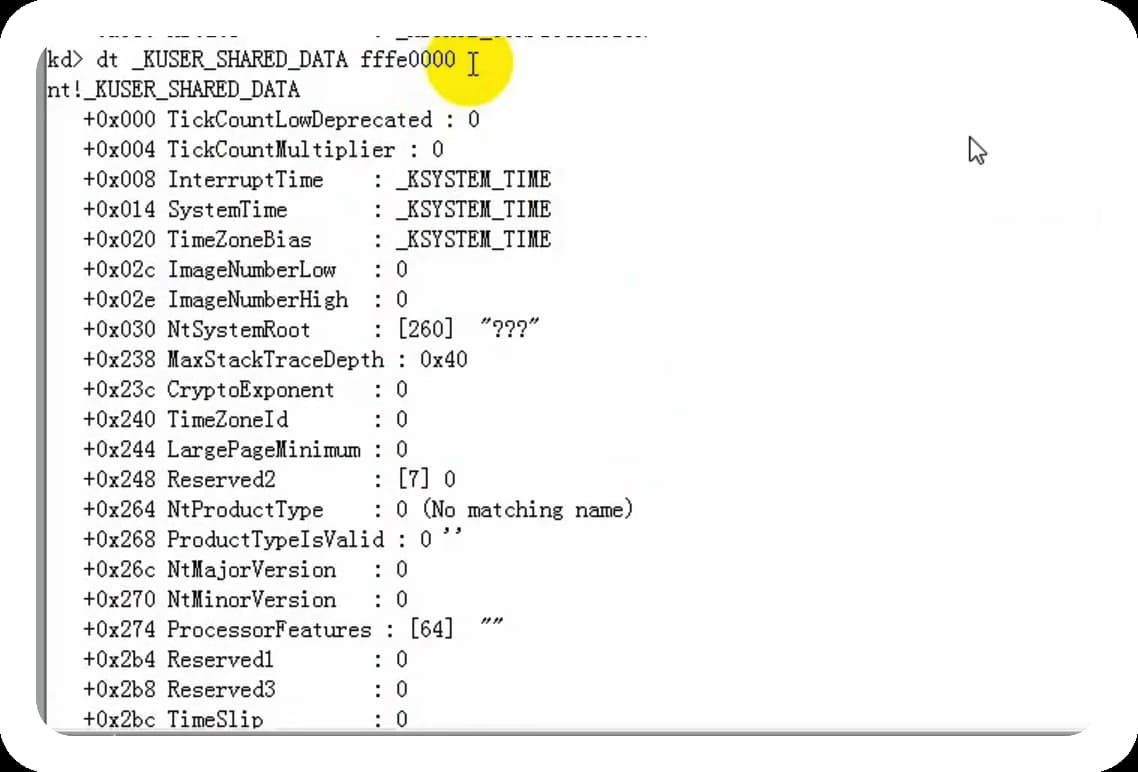 kd> dt _KUSER_SHARED_DATA fffe0000
nt!_KUSER_SHARED_DATA
+0x000 TickCountLowDeprecated : 0
+0x004 TickCountMultiplier : 0
+0x008 InterruptTime : _KSYSTEM_TIME
+0x014 SystemTime : _KSYSTEM_TIME
+0x020 TimeZoneBias : _KSYSTEM_TIME
+0x02c ImageNumberLow : 0
+0x02e ImageNumberHigh : 0
+0x030 NtSystemRoot : [260] "???"
+0x238 MaxStackTraceDepth : 0x40
+0x23c CryptoExponent : 0
+0x240 TimeZoneId : 0
+0x244 LargePageMinimum : 0
+0x248 Reserved2 : [7] 0
+0x264 NtProductType : 0 (No matching name)
+0x268 ProductTypeIsValid : 0 ''
+0x26c NtMajorVersion : 0
+0x270 NtMinorVersion : 0
+0x274 ProcessorFeatures : [64] ""
+0x2b4 Reserved1 : 0
+0x2b8 Reserved3 : 0
+0x2bc TimeSlip : 0